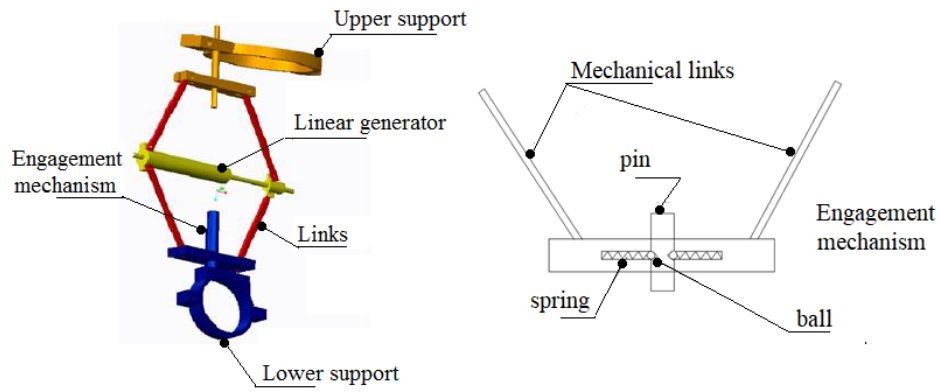 Upper support
Linear generator
Engagement
mechanism
Links
Lower support
Mechanical links
pin
Engagement
mechanism
spring
ball